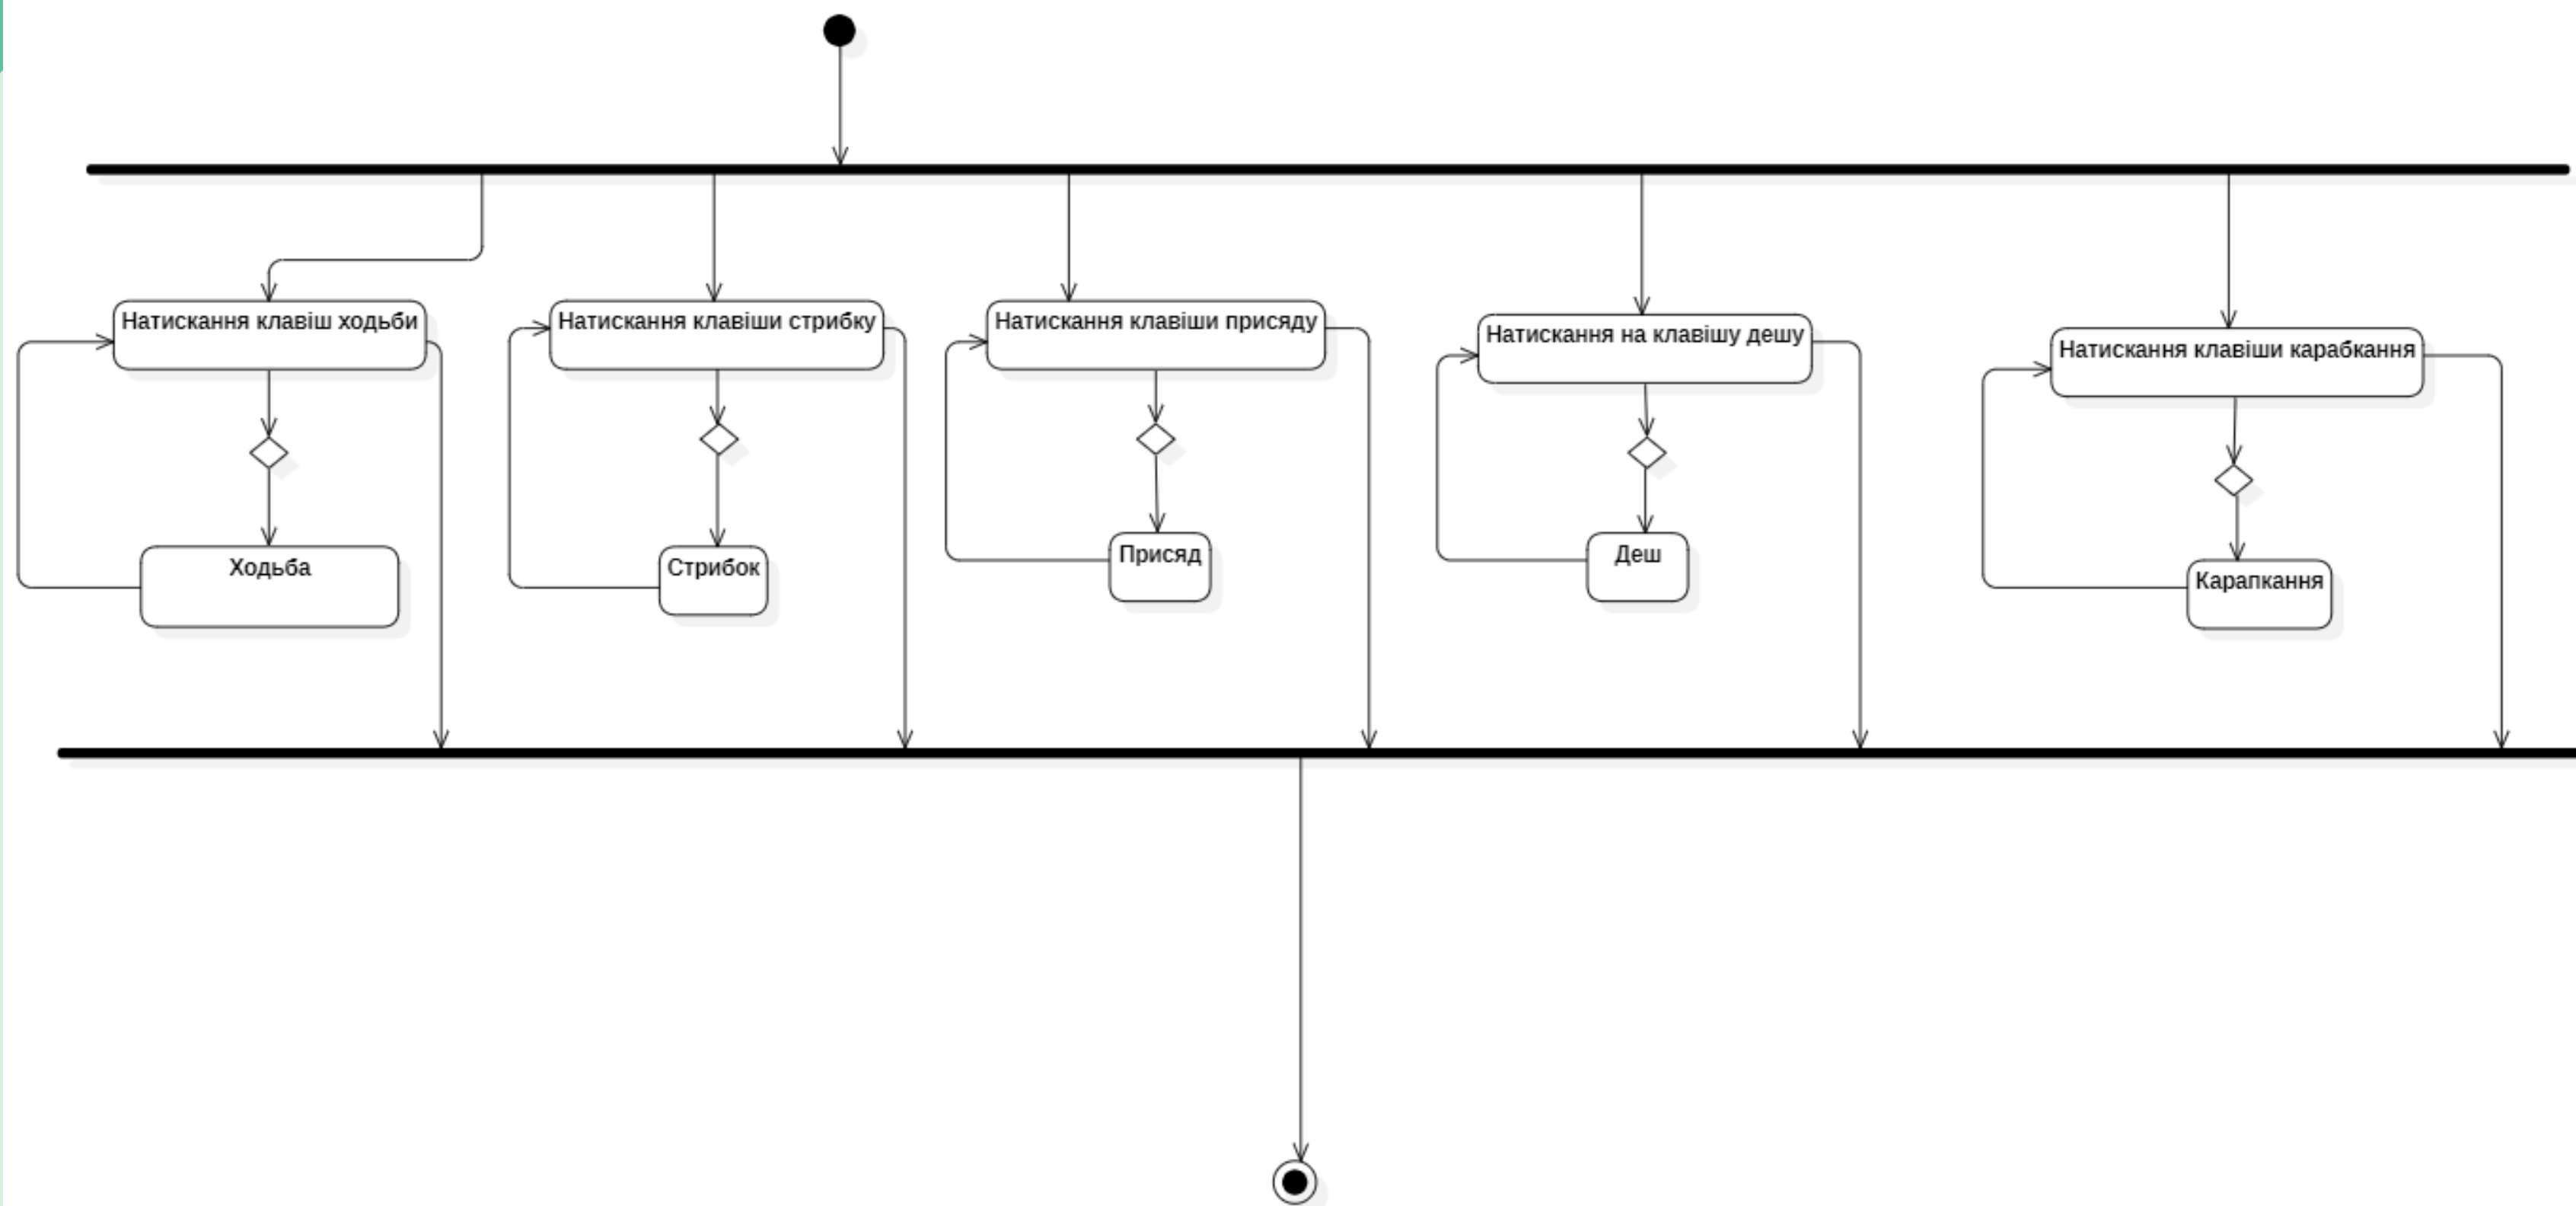 Натискання клавіш ходьби
Натискання клавіши стрибку
Натискання клавіши присяду
Натискання на клавішу дешу
Натискання клавіши карабкання
Ходьба
Стрибок
Присяд
Деш
Карапкання